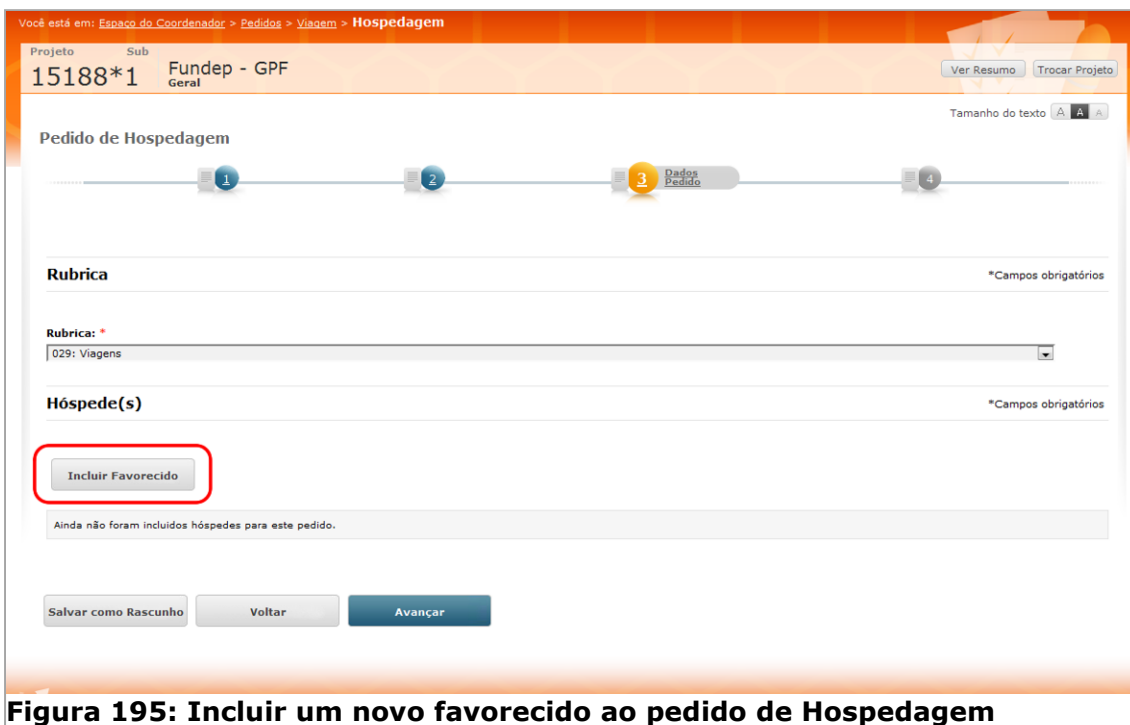 Você está em: Espaço do Coordenador > Pedidos > Viagem > Hospedagem
Projeto Sub
15188*1 Fundep - GPF
Geral
Ver Resumo Trocar Projeto
Tamanho do texto A A A
Pedido de Hospedagem
1 2 3 Dados Pedido 4
Rubrica *Campos obrigatórios
Rubrica: *
029: Viagens
Hóspede(s) *Campos obrigatórios
Incluir Favorecido
Ainda não foram incluidos hóspedes para este pedido.
Salvar como Rascunho Voltar Avançar
Figura 195: Incluir um novo favorecido ao pedido de Hospedagem